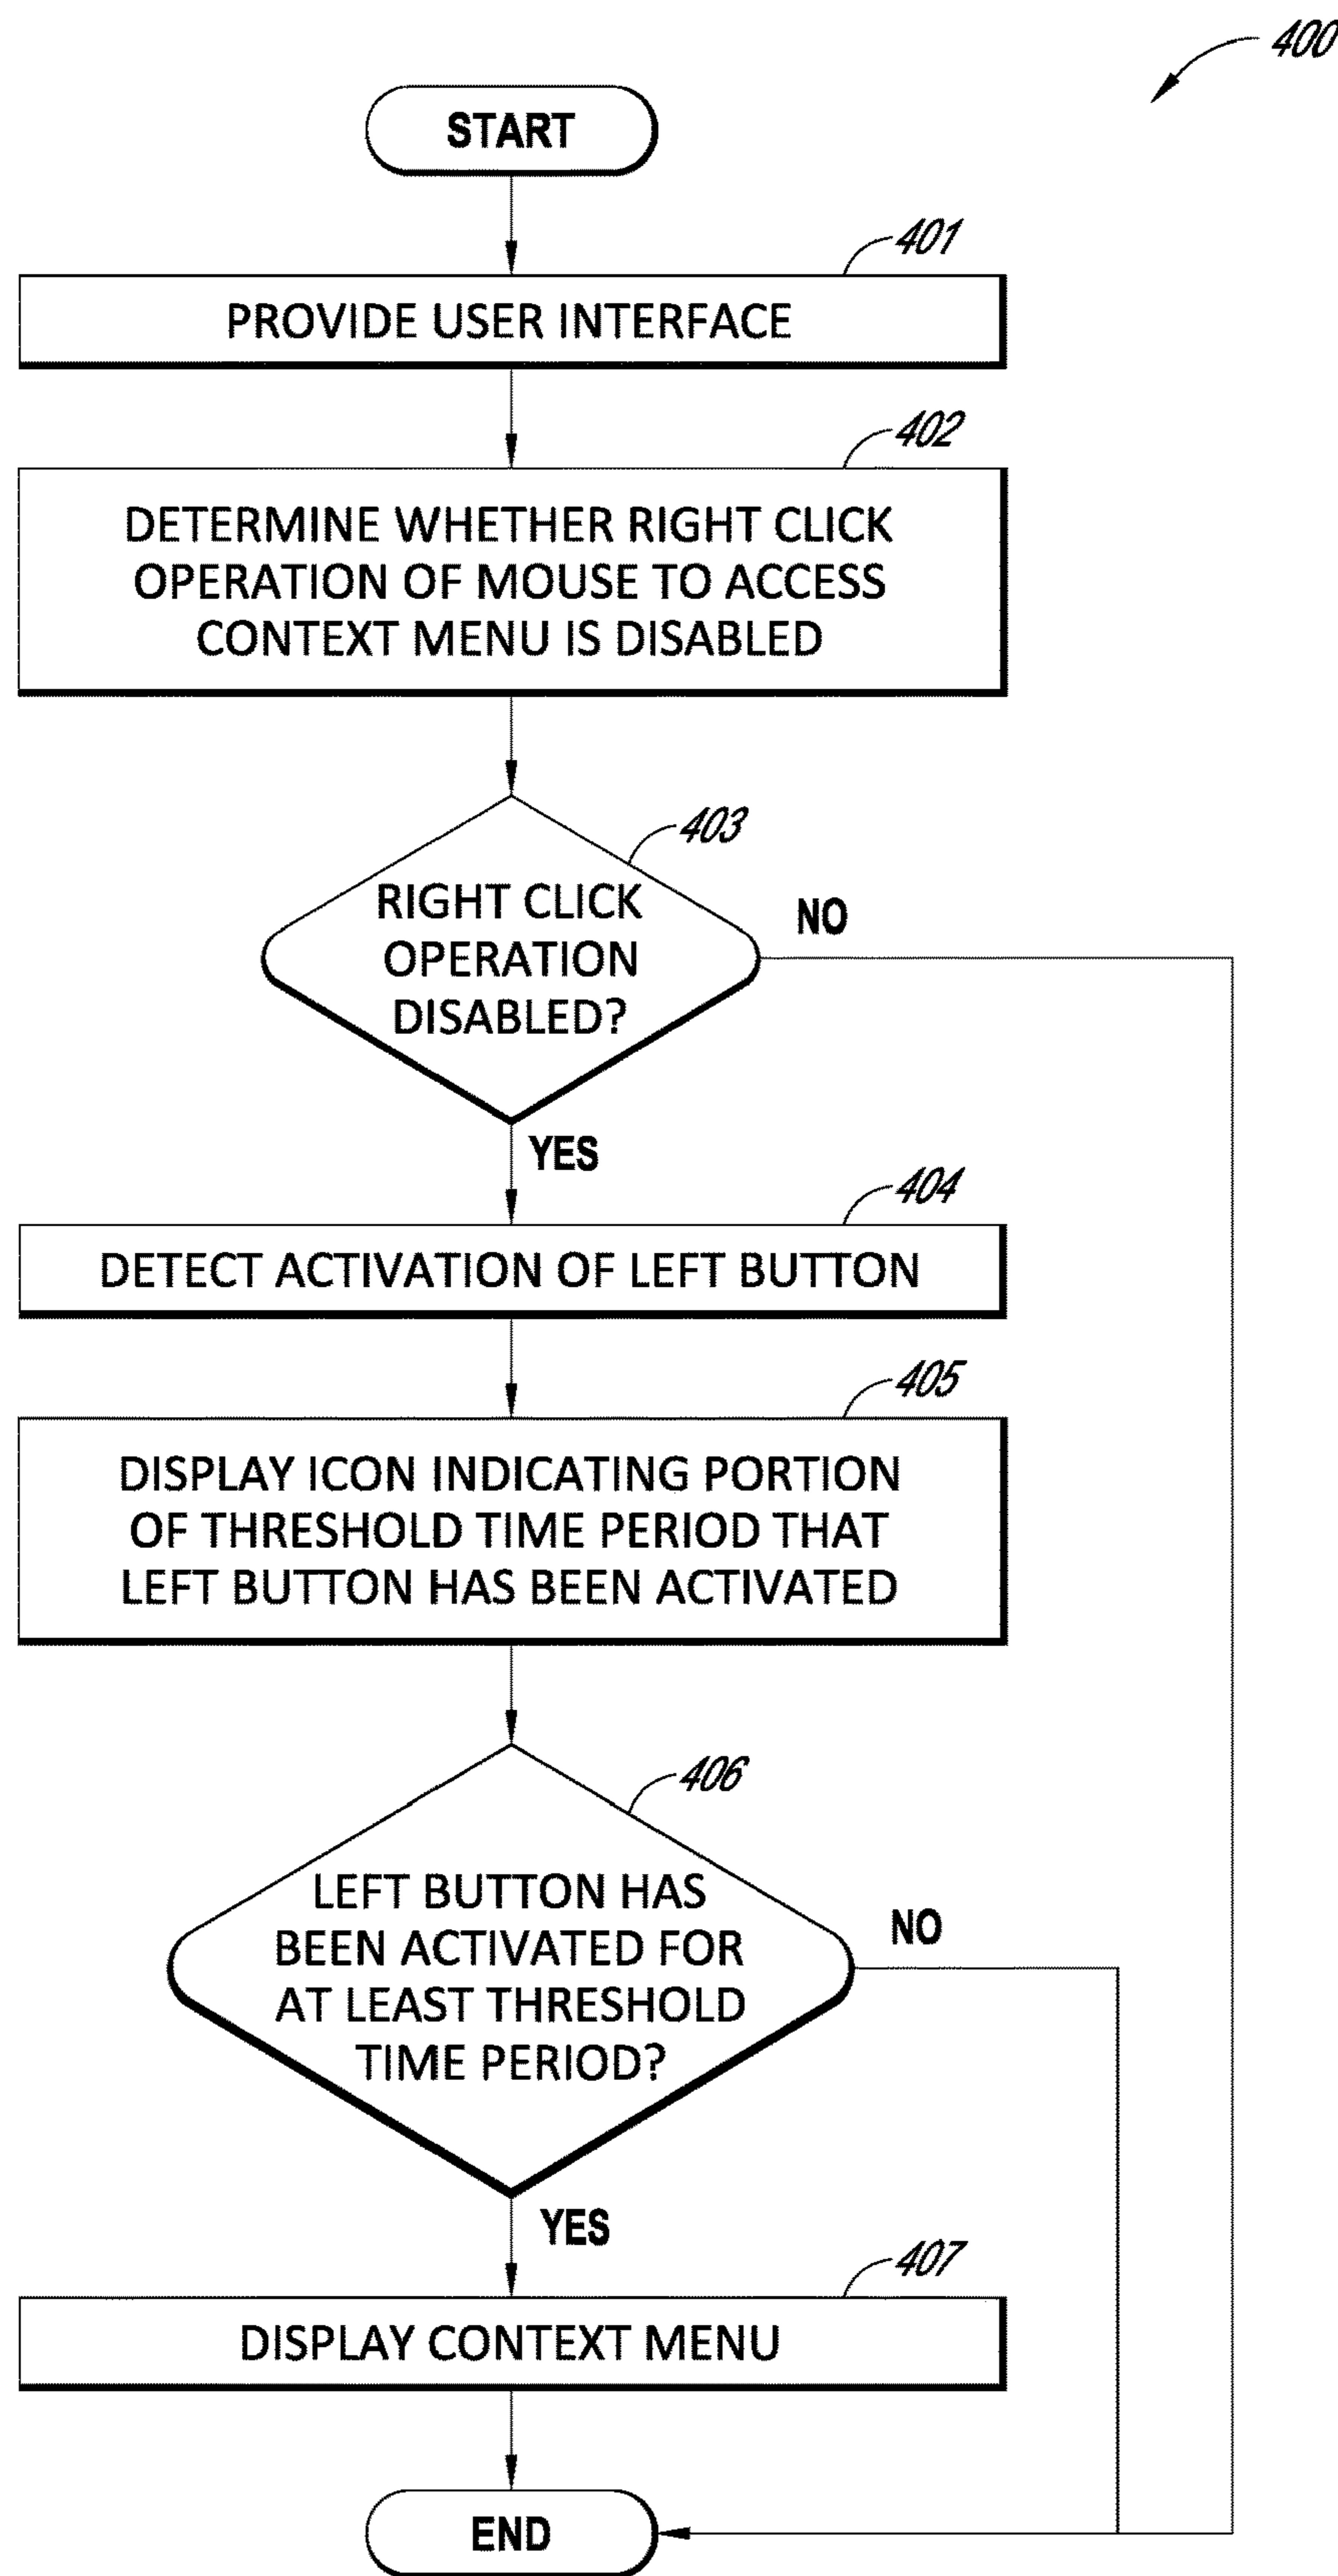 400
START
401
PROVIDE USER INTERFACE
402
DETERMINE WHETHER RIGHT CLICK
OPERATION OF MOUSE TO ACCESS
CONTEXT MENU IS DISABLED
403
RIGHT CLICK
OPERATION
DISABLED?
NO
YES
404
DETECT ACTIVATION OF LEFT BUTTON
405
DISPLAY ICON INDICATING PORTION
OF THRESHOLD TIME PERIOD THAT
LEFT BUTTON HAS BEEN ACTIVATED
406
LEFT BUTTON HAS
BEEN ACTIVATED FOR
AT LEAST THRESHOLD
TIME PERIOD?
NO
YES
407
DISPLAY CONTEXT MENU
END